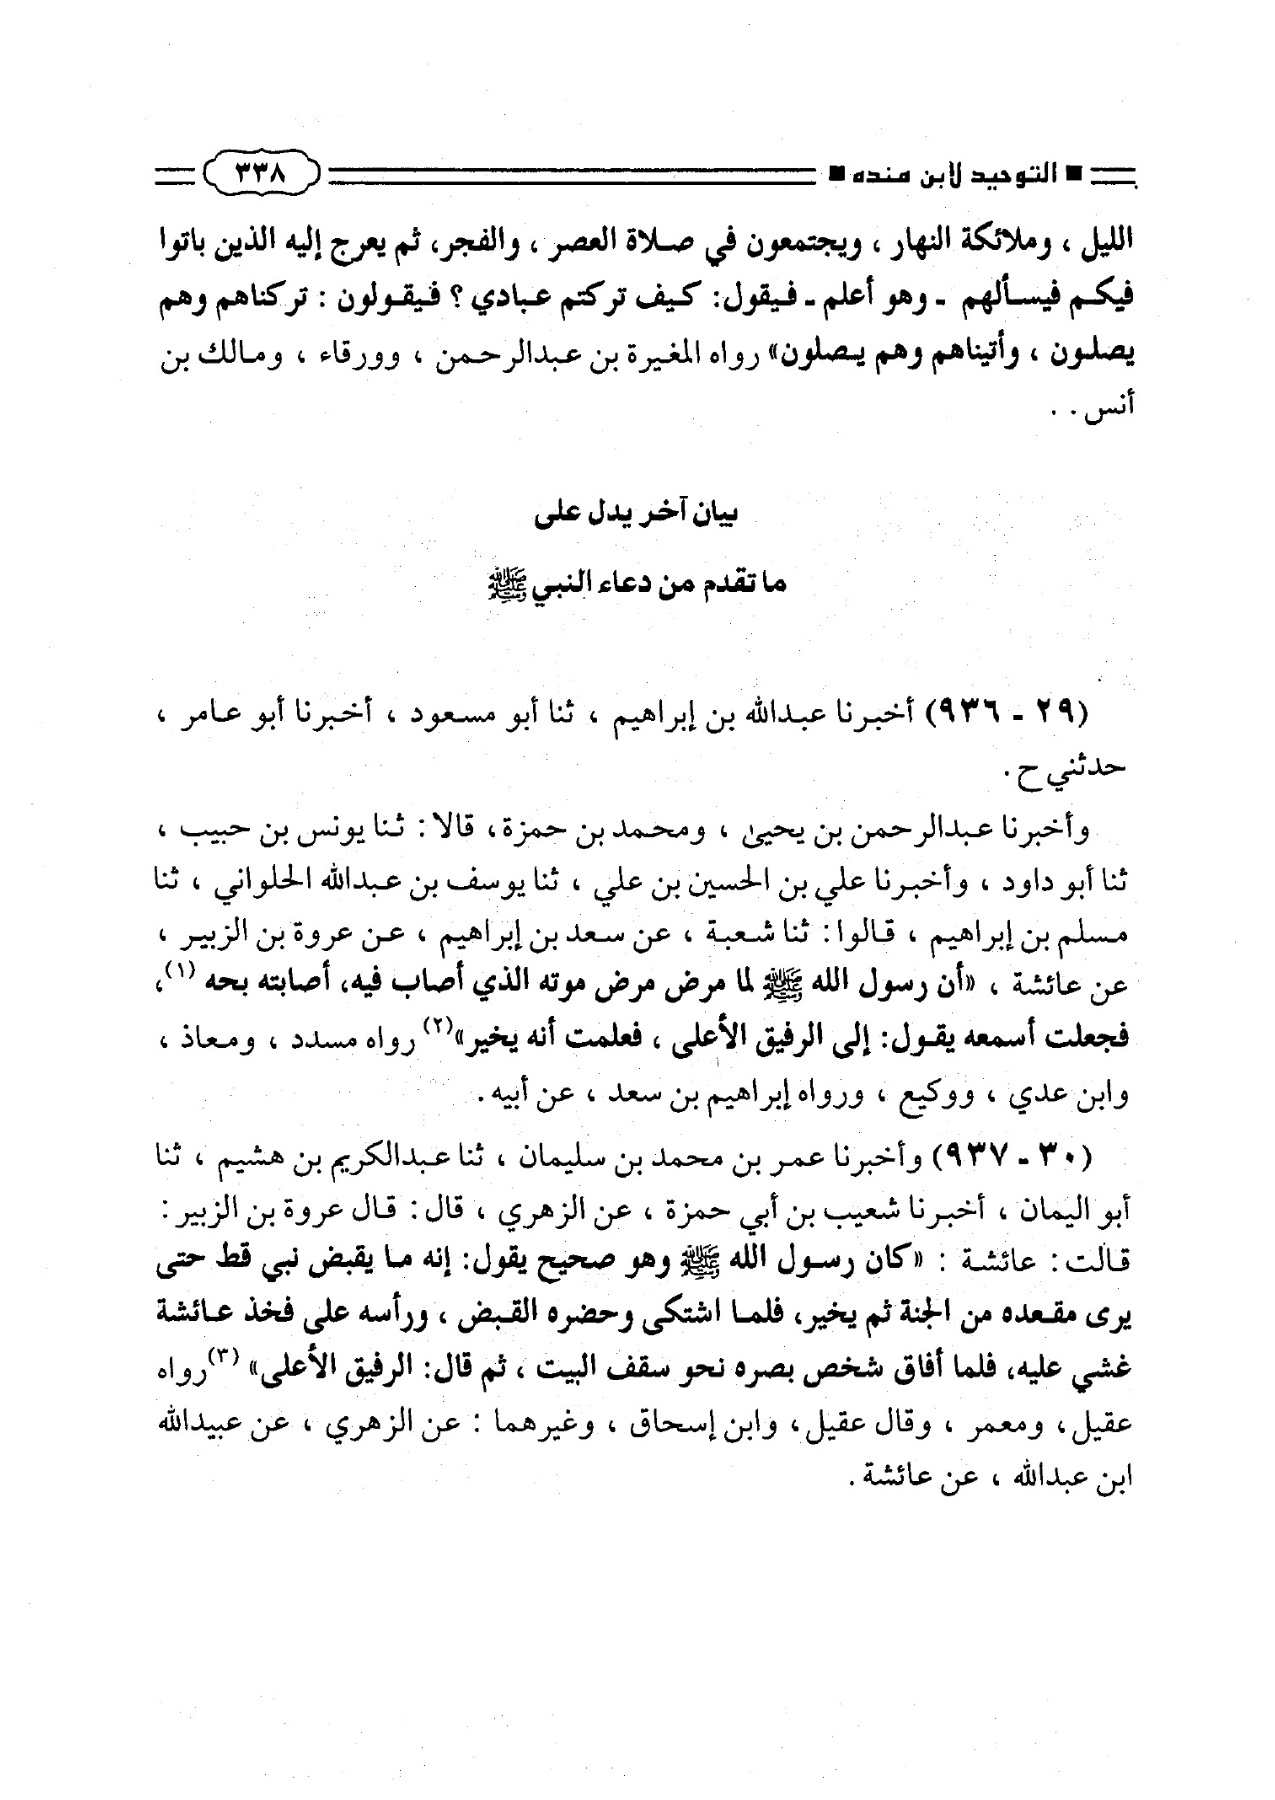 ■ التوحيد لابن منده ■ ٣٣٨
الليل ، وملائكة النهار ، ويجتمعون في صلاة العصر ، والفجر، ثم يعرج إليه الذين باتوا
فيكم فيسألهم ـ وهو أعلم ـ فيقول: كيف تركتم عبادي ؟ فيقولون : تركناهم وهم
يصلون ، وأتيناهم وهم يصلون» رواه المغيرة بن عبدالرحمن ، وورقاء ، ومالك بن
أنس . .
بيان آخر يدل على
ما تقدم من دعاء النبي ﷺ
(٢٩ - ٩٣٦) أخبرنا عبدالله بن إبراهيم ، ثنا أبو مسعود ، أخبرنا أبو عامر ،
حدثني ح .
وأخبرنا عبدالرحمن بن يحيىٰ ، ومحمد بن حمزة، قالا : ثنا يونس بن حبيب ،
ثنا أبو داود ، وأخبرنا علي بن الحسين بن علي ، ثنا يوسف بن عبدالله الحلواني ، ثنا
مسلم بن إبراهيم ، قالوا : ثنا شعبة ، عن سعد بن إبراهيم ، عن عروة بن الزبير ،
عن عائشة ، «أن رسول الله ﷺ لما مرض مرض موته الذي أصاب فيه، أصابته بحه (١)،
فجعلت أسمعه يقول: إلى الرفيق الأعلى ، فعلمت أنه يخير»(٢) رواه مسدد ، ومعاذ ،
وابن عدي ، ووكيع ، ورواه إبراهيم بن سعد ، عن أبيه .
(٣٠ - ٩٣٧) وأخبرنا عمر بن محمد بن سليمان ، ثنا عبدالكريم بن هشيم ، ثنا
أبو اليمان ، أخبرنا شعيب بن أبي حمزة ، عن الزهري ، قال : قال عروة بن الزبير :
قالت : عائشة : «كان رسول الله ﷺ وهو صحيح يقول: إنه ما يقبض نبي قط حتى
يرى مقعده من الجنة ثم يخير، فلما اشتكى وحضره القبض ، ورأسه على فخذ عائشة
غشي عليه، فلما أفاق شخص بصره نحو سقف البيت ، ثم قال: الرفيق الأعلى» (٣) رواه
عقيل ، ومعمر ، وقال عقيل، وابن إسحاق ، وغيرهما : عن الزهري ، عن عبيدالله
ابن عبدالله ، عن عائشة .